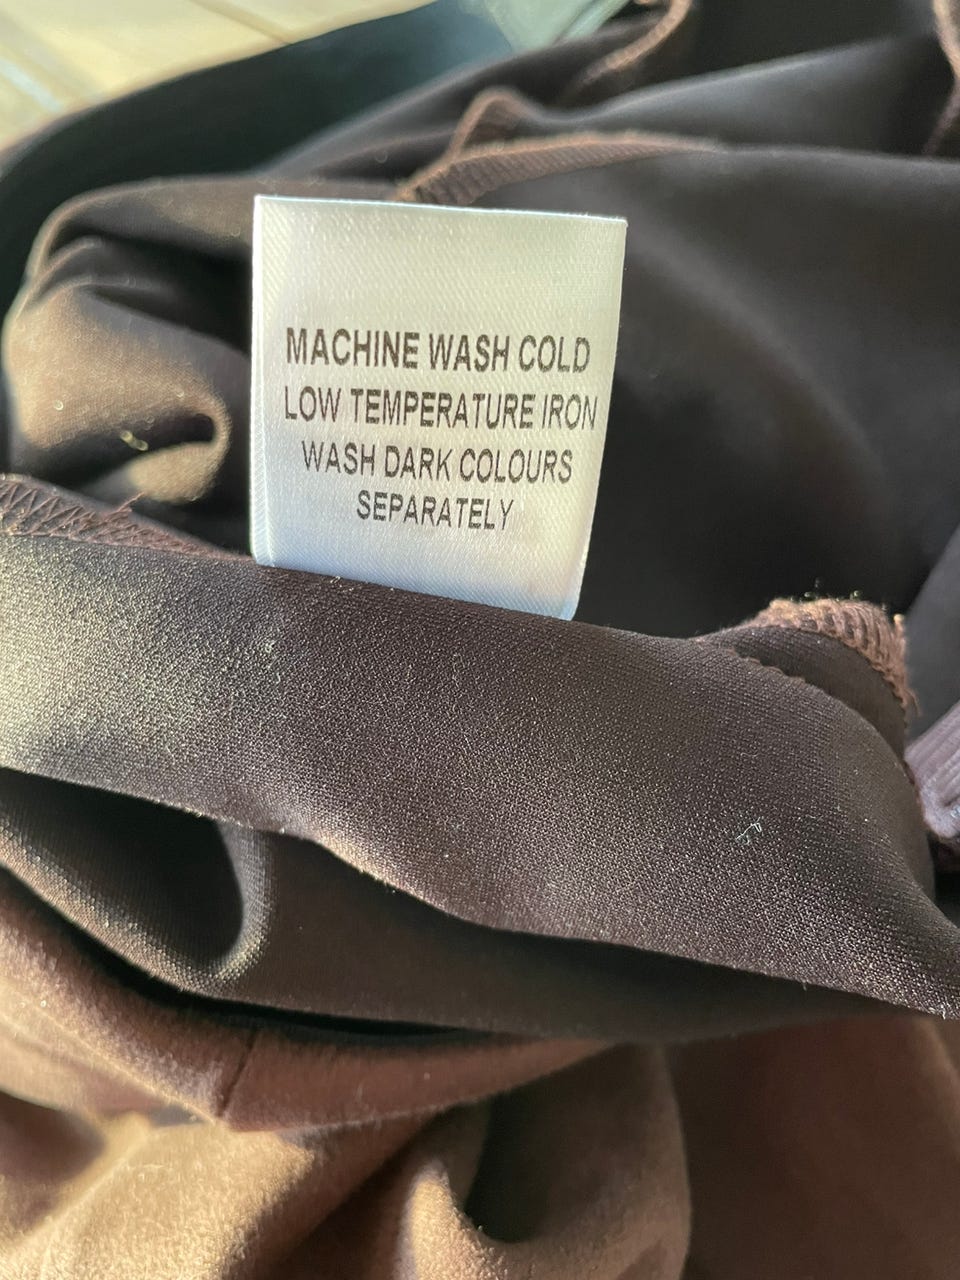 MACHINE WASH COLD
LOW TEMPERATURE IRON
WASH DARK COLOURS
SEPARATELY